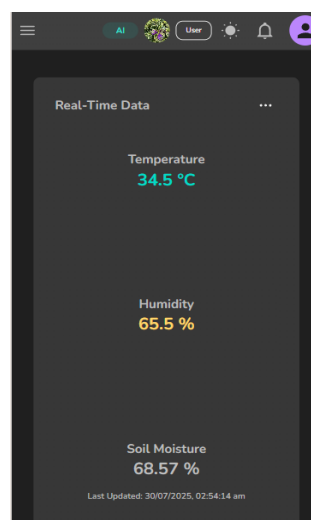 AI User
Real-Time Data
Temperature
34.5 °C
Humidity
65.5 %
Soil Moisture
68.57 %
Last Updated: 30/07/2025, 02:54:14 am